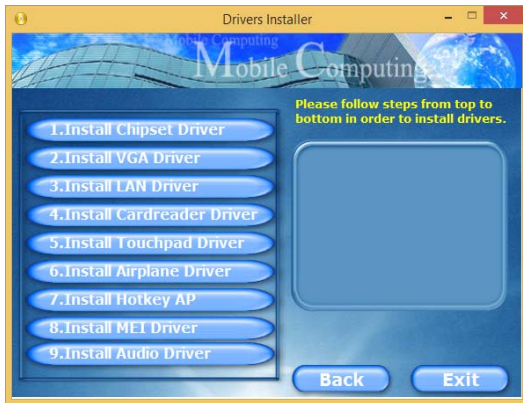 Drivers Installer
Mobile Computing
Mobile Computing
Please follow steps from top to
bottom in order to install drivers.
1.Install Chipset Driver
2.Install VGA Driver
3.Install LAN Driver
4.Install Cardreader Driver
5.Install Touchpad Driver
6.Install Airplane Driver
7.Install Hotkey AP
8.Install MEI Driver
9.Install Audio Driver
Back
Exit